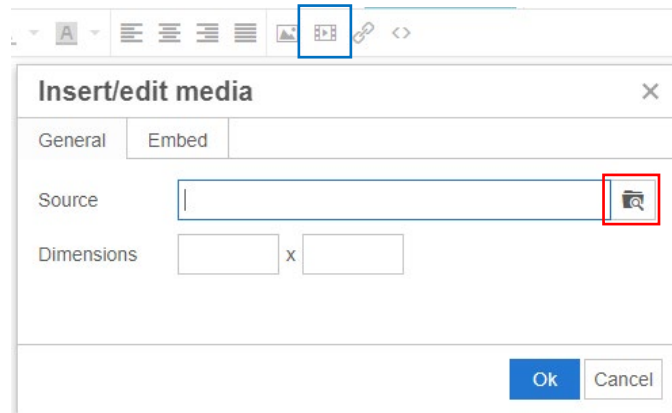 A
Insert/edit media
General Embed
Source
Dimensions x
Ok Cancel